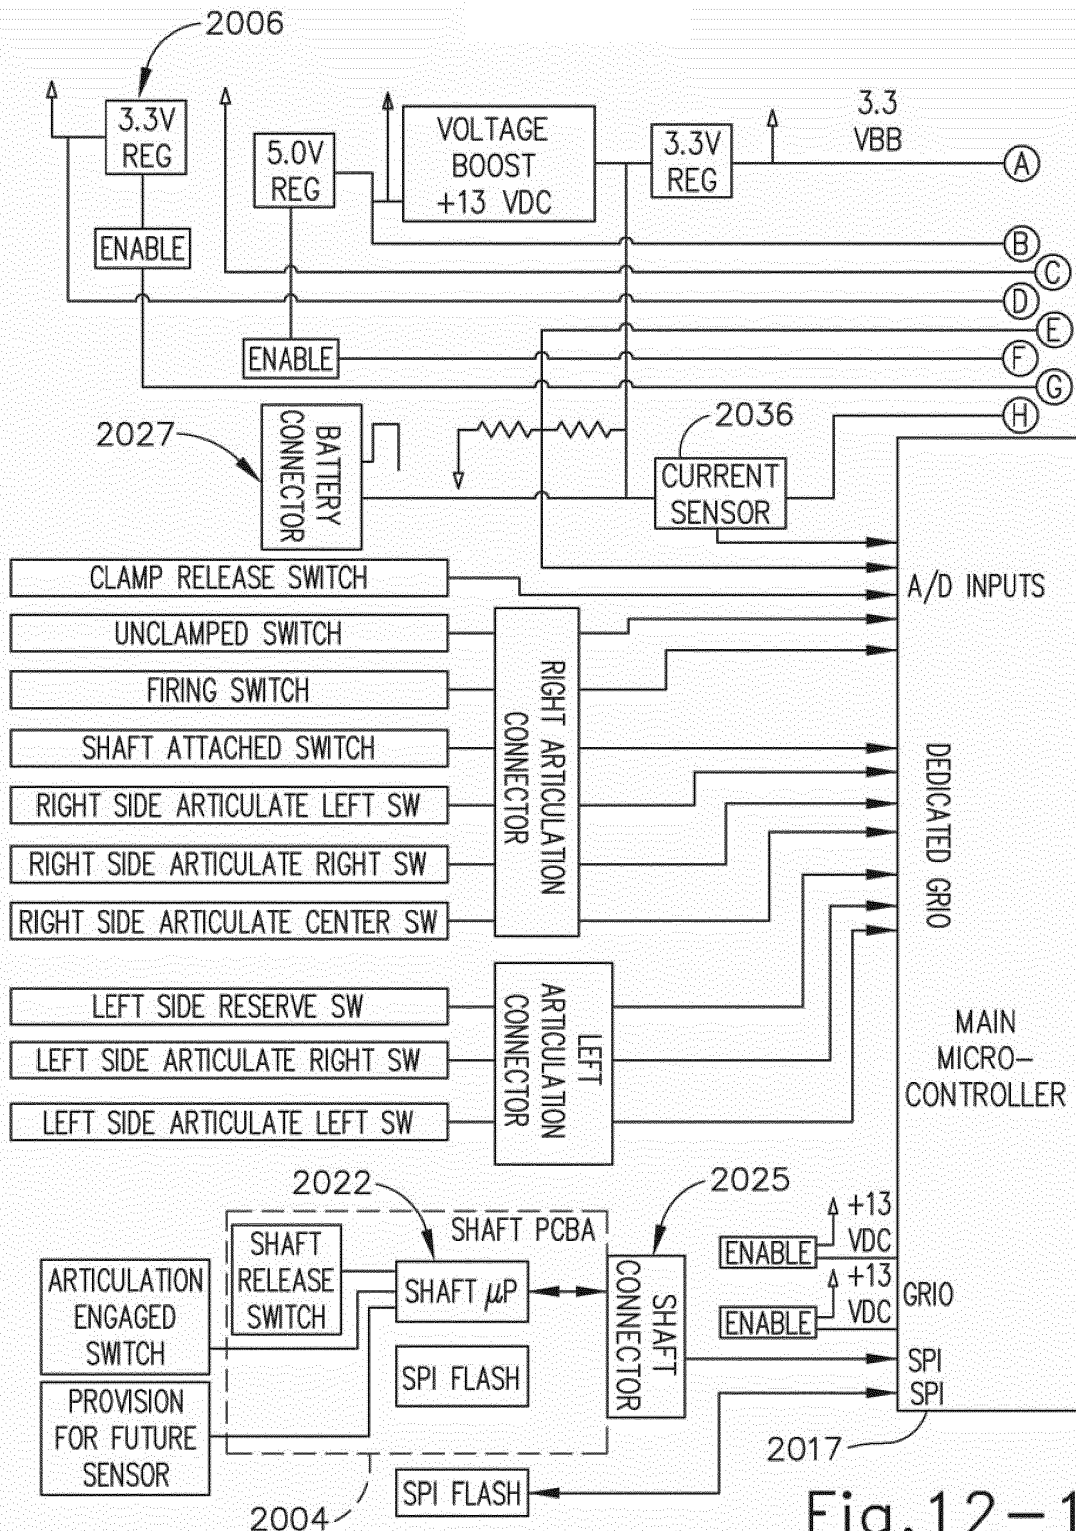 2006
3.3V
REG
5.0V
REG
VOLTAGE
BOOST
+13 VDC
3.3V
REG
3.3
VBB
A
ENABLE
B
C
D
E
ENABLE
F
G
H
2027
BATTERY
CONNECTOR
2036
CURRENT
SENSOR
CLAMP RELEASE SWITCH
A/D INPUTS
UNCLAMPED SWITCH
FIRING SWITCH
SHAFT ATTACHED SWITCH
RIGHT SIDE ARTICULATE LEFT SW
RIGHT SIDE ARTICULATE RIGHT SW
RIGHT SIDE ARTICULATE CENTER SW
RIGHT ARTICULATION
CONNECTOR
DEDICATED GRIO
LEFT SIDE RESERVE SW
LEFT SIDE ARTICULATE RIGHT SW
LEFT SIDE ARTICULATE LEFT SW
LEFT
ARTICULATION
CONNECTOR
MAIN
MICRO-
CONTROLLER
2022
2025
SHAFT PCBA
SHAFT
RELEASE
SWITCH
SHAFT µP
ARTICULATION
ENGAGED
SWITCH
SHAFT
CONNECTOR
+13
VDC
ENABLE
+13
VDC
ENABLE
GRIO
SPI FLASH
SPI
SPI
PROVISION
FOR FUTURE
SENSOR
2017
SPI FLASH
2004
Fig.12-1